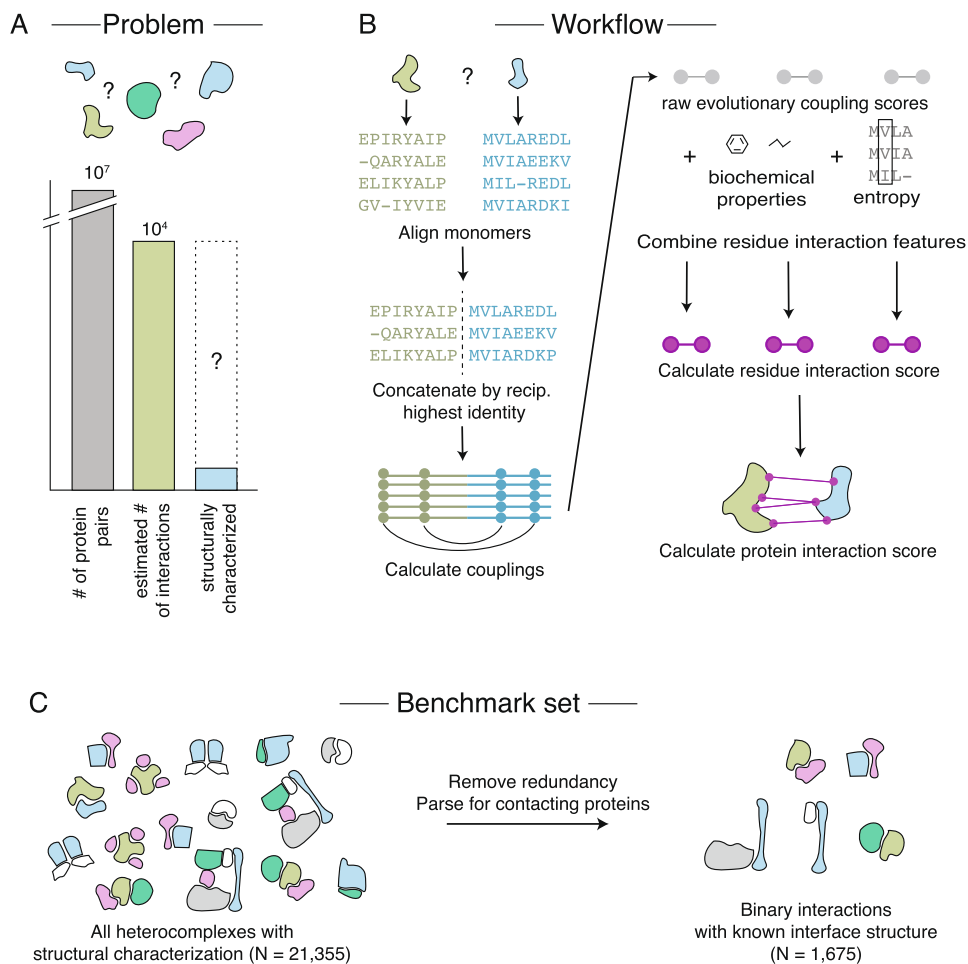 A
Problem
?
?
10⁷
10⁴
?
# of protein
pairs
estimated #
of interactions
structurally
characterized
B
Workflow
?
EPIRYAIP MVLAREDL
-QARYALE MVIAEEKV
ELIKYALP MIL-REDL
GV-IYVIE MVIARDKI
Align monomers
EPIRYAIP MVLAREDL
-QARYALE MVIAEEKV
ELIKYALP MVIARDKP
Concatenate by recip.
highest identity
Calculate couplings
raw evolutionary coupling scores
+
biochemical
properties
+
MVLA
MVIA
MIL-
entropy
Combine residue interaction features
Calculate residue interaction score
Calculate protein interaction score
C
Benchmark set
Remove redundancy
Parse for contacting proteins
All heterocomplexes with
structural characterization (N = 21,355)
Binary interactions
with known interface structure
(N = 1,675)